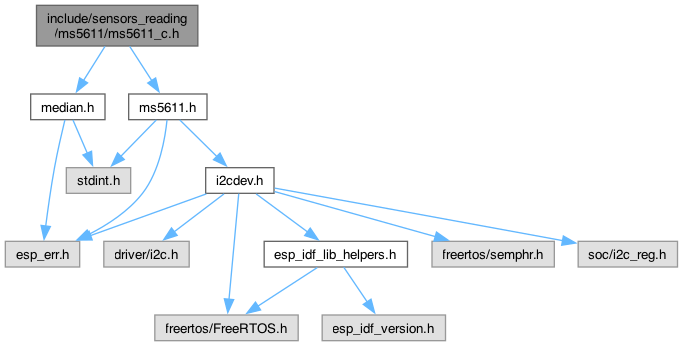 include/sensors_reading
/ms5611/ms5611_c.h
median.h
ms5611.h
stdint.h
i2cdev.h
esp_err.h
driver/i2c.h
esp_idf_lib_helpers.h
freertos/semphr.h
soc/i2c_reg.h
freertos/FreeRTOS.h
esp_idf_version.h